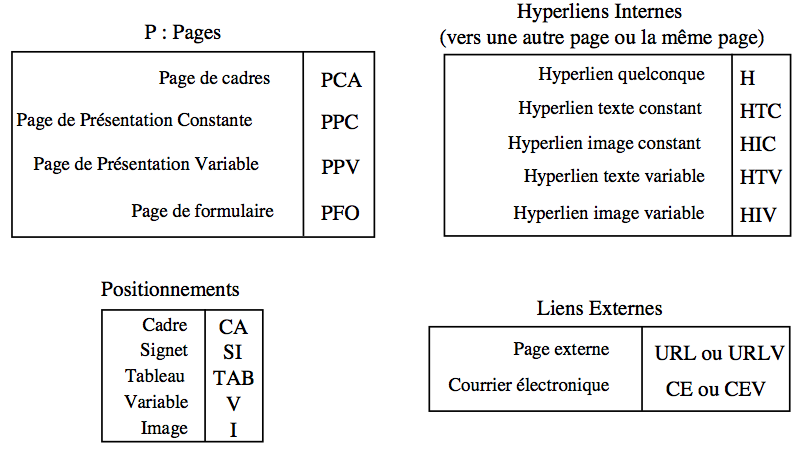 P : Pages
Page de cadres PCA
Page de Présentation Constante PPC
Page de Présentation Variable PPV
Page de formulaire PFO
Hyperliens Internes
(vers une autre page ou la même page)
Hyperlien quelconque H
Hyperlien texte constant HTC
Hyperlien image constant HIC
Hyperlien texte variable HTV
Hyperlien image variable HIV
Positionnements
Cadre CA
Signet SI
Tableau TAB
Variable V
Image I
Liens Externes
Page externe URL ou URLV
Courrier électronique CE ou CEV